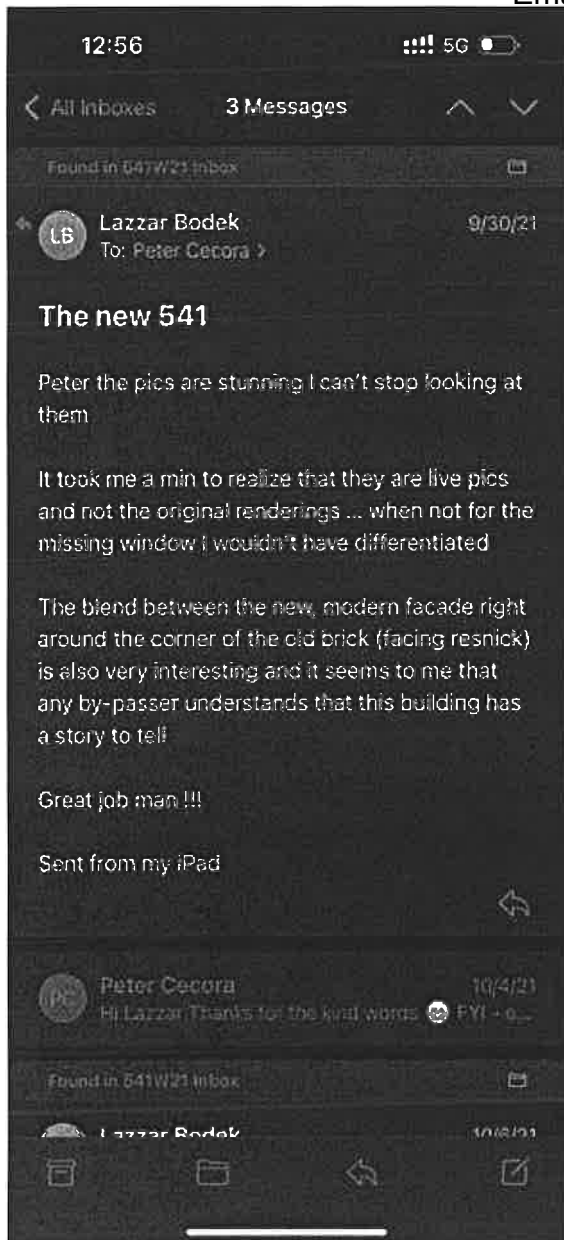 12:56 5G
All Inboxes 3 Messages
Found in 541W21 Inbox
LB Lazzar Bodek 9/30/21
To: Peter Cecora >
The new 541
Peter the pics are stunning I can't stop looking at
them
It took me a min to realize that they are live pics
and not the original renderings ... when not for the
missing window I wouldn't have differentiated
The blend between the new, modern facade right
around the corner of the old brick (facing resnick)
is also very interesting and it seems to me that
any by-passer understands that this building has
a story to tell
Great job man !!!
Sent from my iPad
PC Peter Cecora 10/4/21
Hi Lazzar Thanks for the kind words 😊 FYI - o...
Found in 541W21 Inbox
Lazzar Bodek 10/6/21